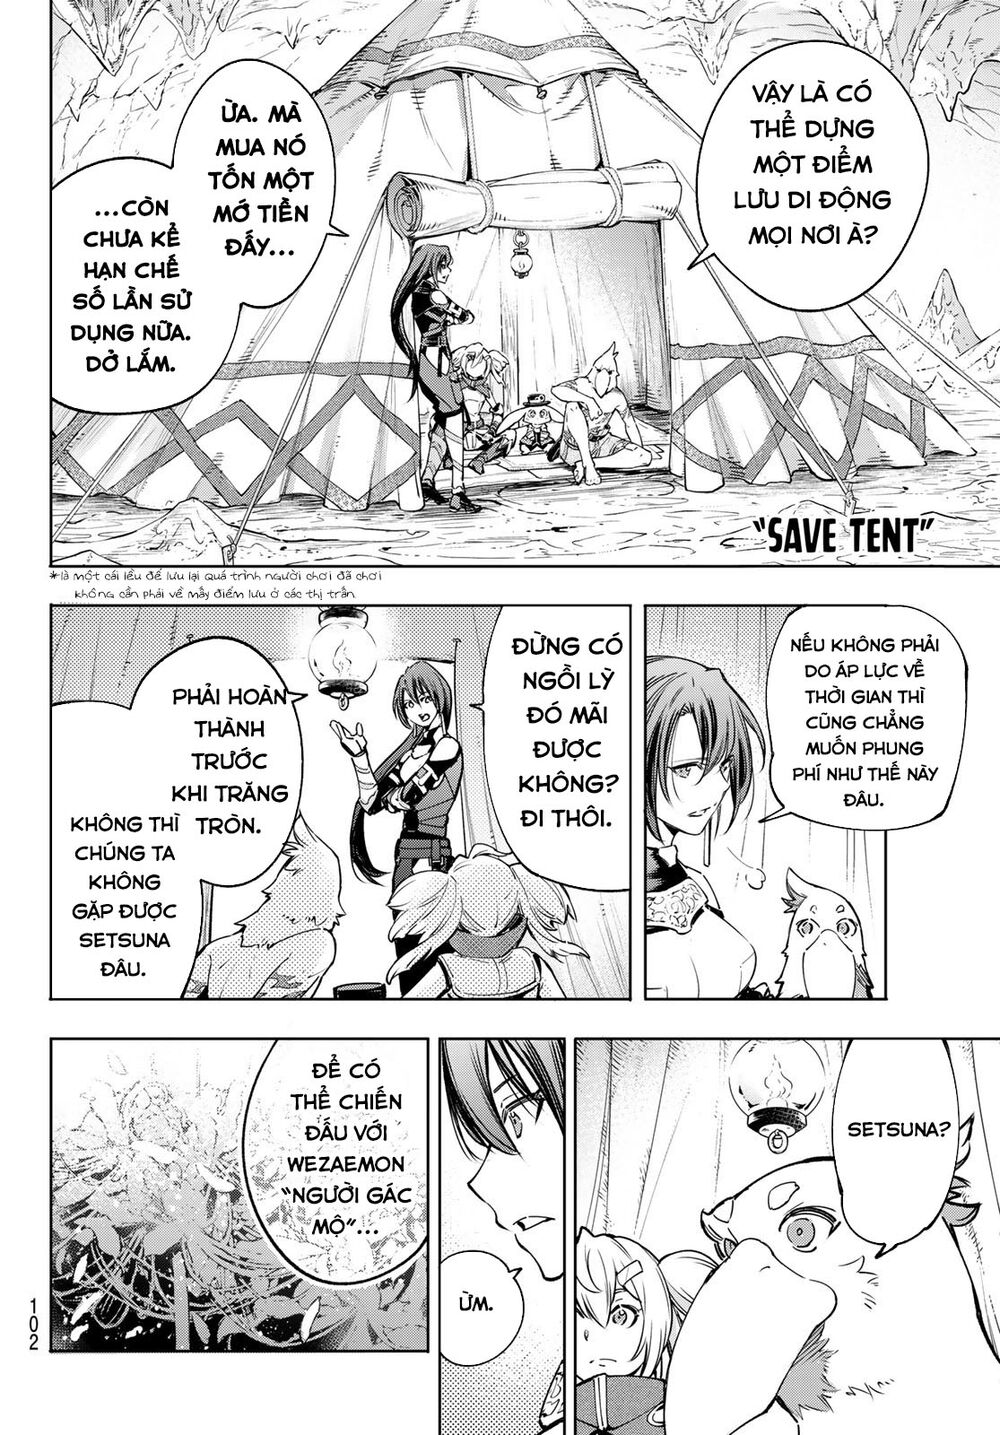 VẬY LÀ CÓ
THỂ DỰNG
MỘT ĐIỂM
LƯU DI ĐỘNG
MỌI NƠI À?
ỪA. MÀ
MUA NÓ
TỐN MỘT
MỚ TIỀN
ĐẤY...
...CÒN
CHƯA KỂ
HẠN CHẾ
SỐ LẦN SỬ
DỤNG NỮA.
DỞ LẮM.
"SAVE TENT"
*là một cái lều để lưu lại quá trình người chơi đã chơi
không cần phải về mấy điểm lưu ở các thị trấn
NẾU KHÔNG PHẢI
DO ÁP LỰC VỀ
THỜI GIAN THÌ
CŨNG CHẲNG
MUỐN PHUNG
PHÍ NHƯ THẾ NÀY
ĐÂU.
ĐỪNG CÓ
NGỒI LỲ
ĐÓ MÃI
ĐƯỢC
KHÔNG?
ĐI THÔI.
PHẢI HOÀN
THÀNH
TRƯỚC
KHI TRĂNG
TRÒN.
KHÔNG THÌ
CHÚNG TA
KHÔNG
GẶP ĐƯỢC
SETSUNA
ĐÂU.
SETSUNA?
ỪM.
ĐỂ CÓ
THỂ CHIẾN
ĐẤU VỚI
WEZAEMON
"NGƯỜI GÁC
MỘ"...
102